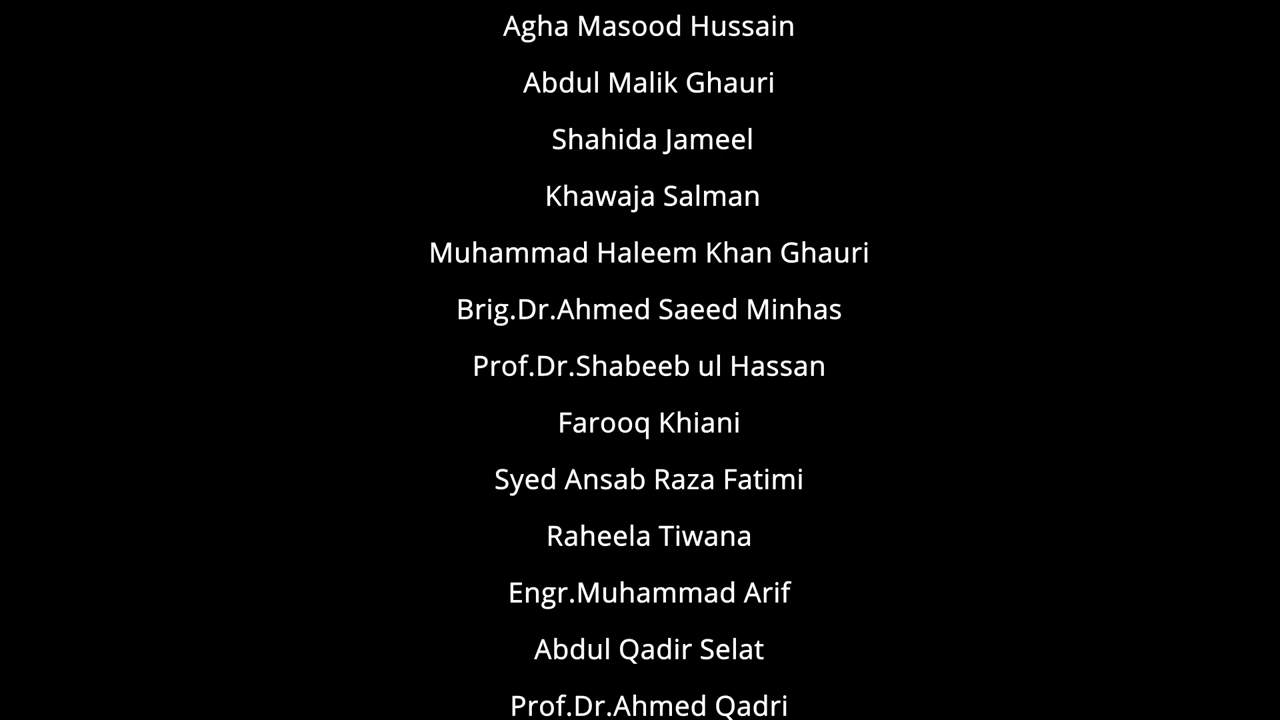 Agha Masood Hussain
Abdul Malik Ghauri
Shahida Jameel
Khawaja Salman
Muhammad Haleem Khan Ghauri
Brig.Dr.Ahmed Saeed Minhas
Prof.Dr.Shabeeb ul Hassan
Farooq Khiani
Syed Ansab Raza Fatimi
Raheela Tiwana
Engr.Muhammad Arif
Abdul Qadir Selat
Prof.Dr.Ahmed Qadri